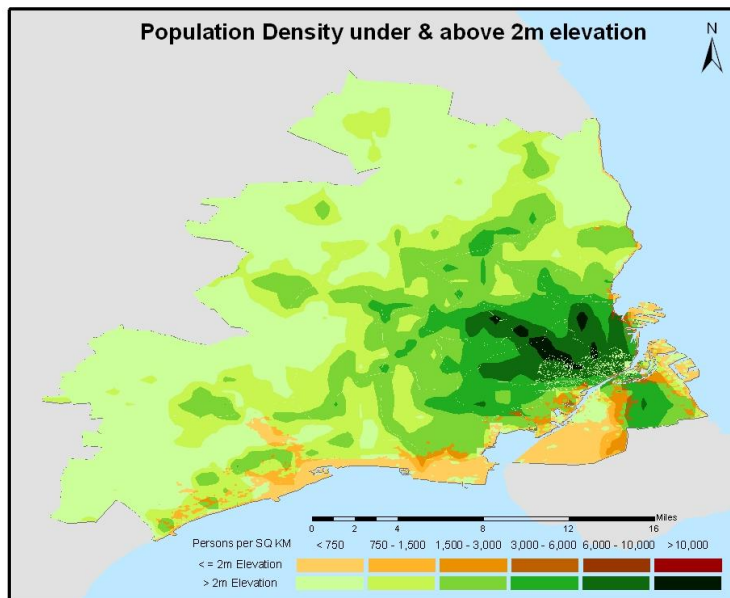 Population Density under & above 2m elevation
N
Miles
0 2 4 8 12 16
Persons per SQ KM < 750 750 - 1,500 1,500 - 3,000 3,000 - 6,000 6,000 - 10,000 >10,000
< = 2m Elevation
> 2m Elevation